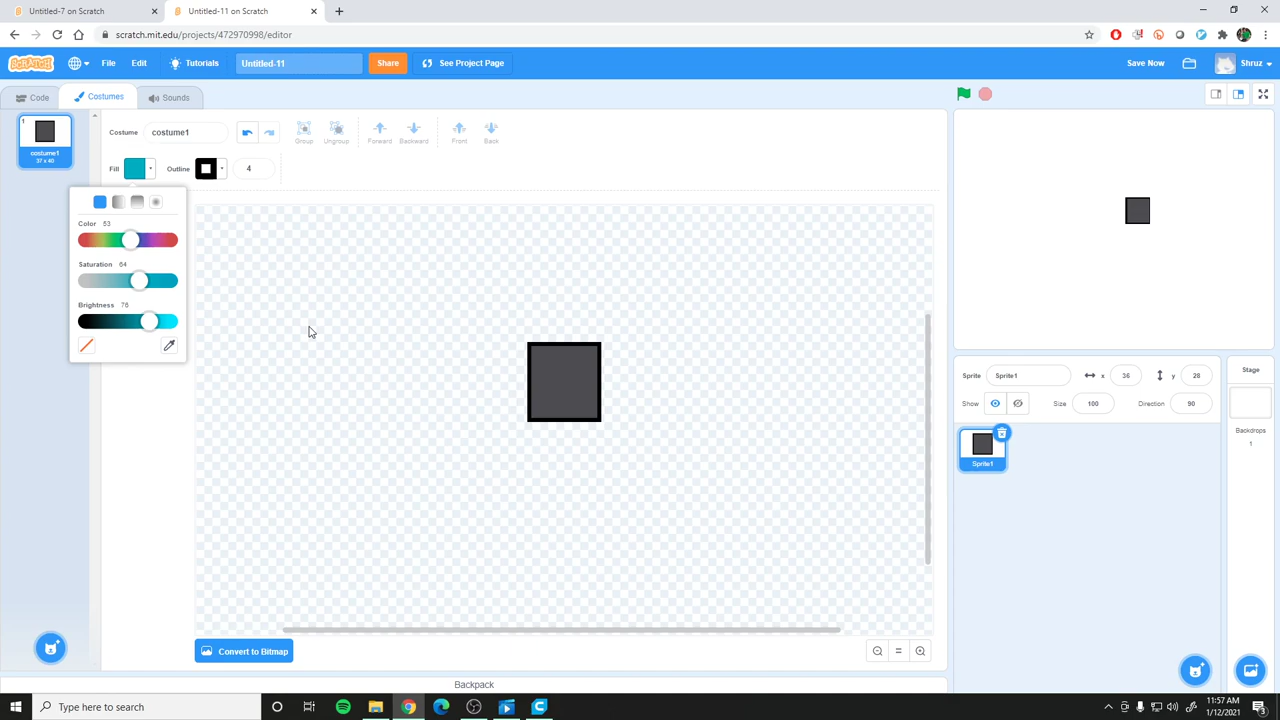 Untitled-7 on Scratch
Untitled-11 on Scratch
scratch.mit.edu/projects/472970998/editor
SCRATCH
File
Edit
Tutorials
Untitled-11
Share
See Project Page
Save Now
Shruz
Code
Costumes
Sounds
1
costume1
37 x 40
Costume
costume1
Group
Ungroup
Forward
Backward
Front
Back
Fill
Outline
4
Color 53
Saturation 64
Brightness 76
Convert to Bitmap
Backpack
Sprite
Sprite1
x
36
y
28
Show
Size
100
Direction
90
Sprite1
Stage
Backdrops
1
Type here to search
11:57 AM
1/12/2021
3